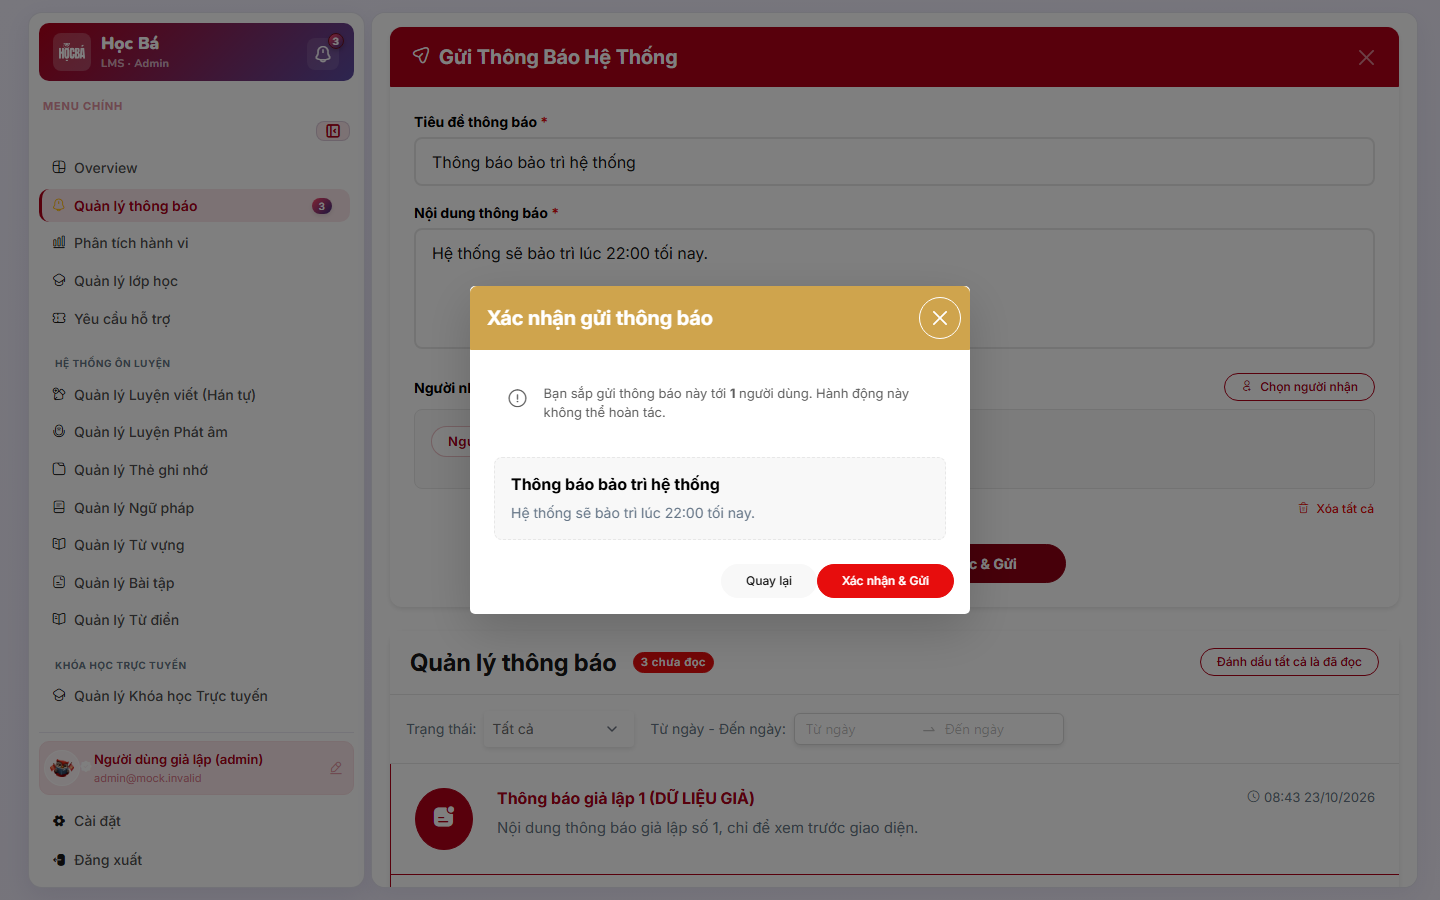 HỌCBÁ
Học Bá
LMS · Admin
3
MENU CHÍNH
Overview
Quản lý thông báo
3
Phân tích hành vi
Quản lý lớp học
Yêu cầu hỗ trợ
HỆ THỐNG ÔN LUYỆN
Quản lý Luyện viết (Hán tự)
Quản lý Luyện Phát âm
Quản lý Thẻ ghi nhớ
Quản lý Ngữ pháp
Quản lý Từ vựng
Quản lý Bài tập
Quản lý Từ điển
KHÓA HỌC TRỰC TUYẾN
Quản lý Khóa học Trực tuyến
Người dùng giả lập (admin)
admin@mock.invalid
Cài đặt
Đăng xuất
Gửi Thông Báo Hệ Thống
Tiêu đề thông báo *
Thông báo bảo trì hệ thống
Nội dung thông báo *
Hệ thống sẽ bảo trì lúc 22:00 tối nay.
Chọn người nhận
Xóa tất cả
& Gửi
Xác nhận gửi thông báo
Bạn sắp gửi thông báo này tới 1 người dùng. Hành động này
không thể hoàn tác.
Thông báo bảo trì hệ thống
Hệ thống sẽ bảo trì lúc 22:00 tối nay.
Quay lại
Xác nhận & Gửi
Quản lý thông báo
3 chưa đọc
Đánh dấu tất cả là đã đọc
Trạng thái:
Tất cả
Từ ngày - Đến ngày:
Từ ngày
Đến ngày
Thông báo giả lập 1 (DỮ LIỆU GIẢ)
08:43 23/10/2026
Nội dung thông báo giả lập số 1, chỉ để xem trước giao diện.